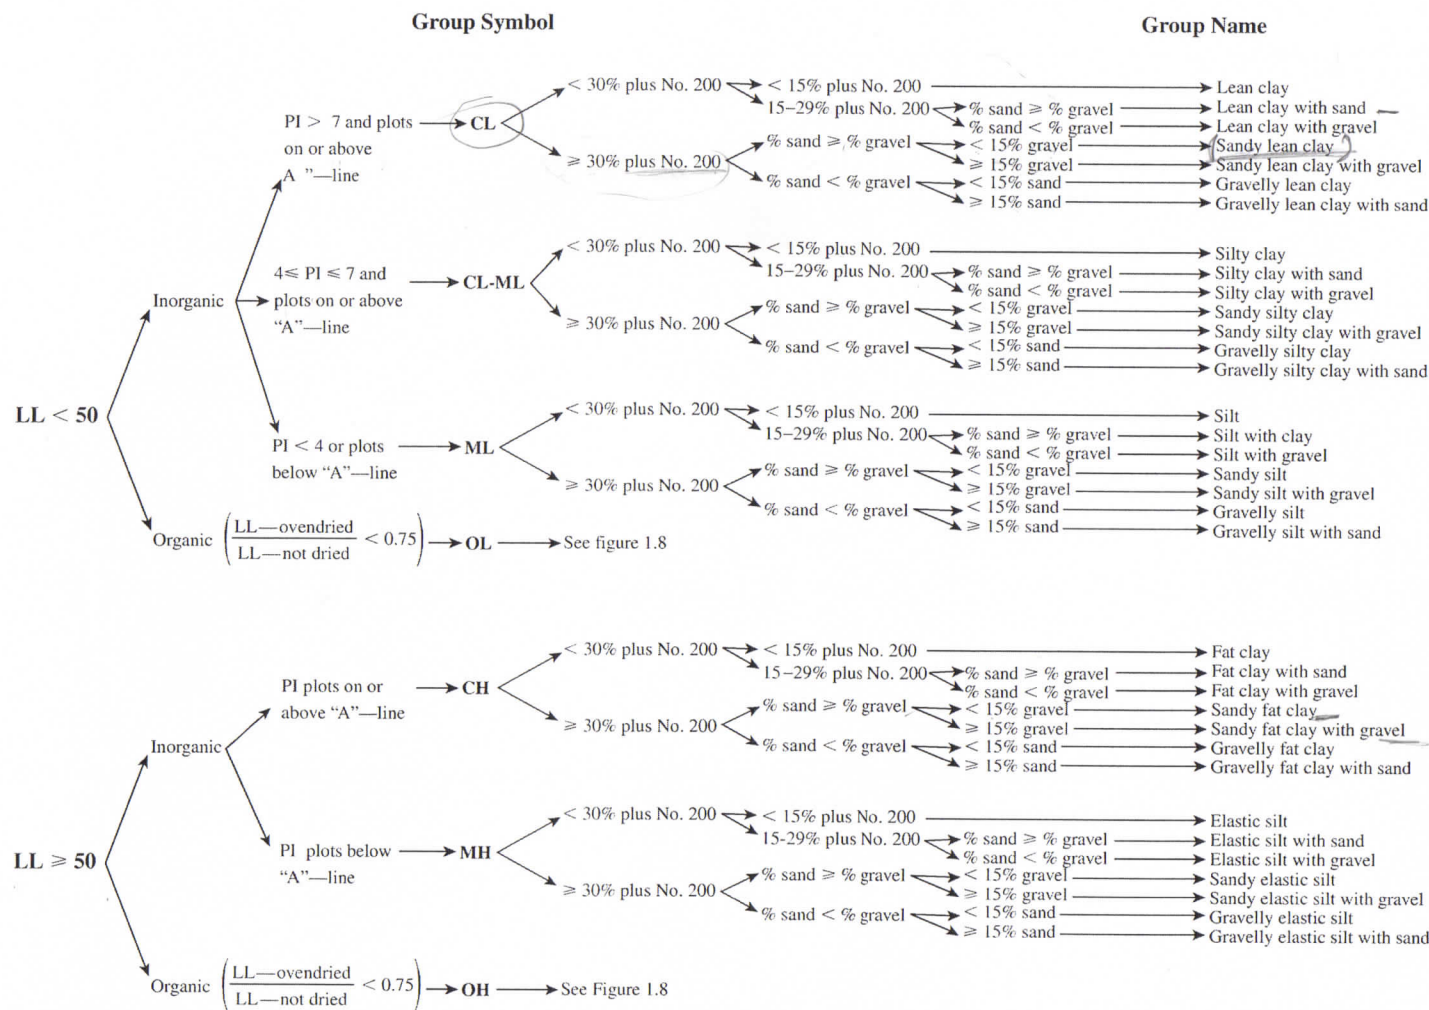 Group Symbol Group Name
< 30% plus No. 200 < 15% plus No. 200 Lean clay
15–29% plus No. 200 % sand ≥ % gravel Lean clay with sand
% sand < % gravel Lean clay with gravel
PI > 7 and plots
on or above
A ”—line
CL
≥ 30% plus No. 200 % sand ≥ % gravel < 15% gravel Sandy lean clay
≥ 15% gravel Sandy lean clay with gravel
% sand < % gravel < 15% sand Gravelly lean clay
≥ 15% sand Gravelly lean clay with sand
< 30% plus No. 200 < 15% plus No. 200 Silty clay
15–29% plus No. 200 % sand ≥ % gravel Silty clay with sand
% sand < % gravel Silty clay with gravel
4≤ PI ≤ 7 and
plots on or above
“A”—line
CL-ML
≥ 30% plus No. 200 % sand ≥ % gravel < 15% gravel Sandy silty clay
≥ 15% gravel Sandy silty clay with gravel
% sand < % gravel < 15% sand Gravelly silty clay
≥ 15% sand Gravelly silty clay with sand
Inorganic
LL < 50
< 30% plus No. 200 < 15% plus No. 200 Silt
15–29% plus No. 200 % sand ≥ % gravel Silt with clay
% sand < % gravel Silt with gravel
PI < 4 or plots
below “A”—line
ML
≥ 30% plus No. 200 % sand ≥ % gravel < 15% gravel Sandy silt
≥ 15% gravel Sandy silt with gravel
% sand < % gravel < 15% sand Gravelly silt
≥ 15% sand Gravelly silt with sand
Organic (LL—ovendried / LL—not dried < 0.75) OL See figure 1.8
< 30% plus No. 200 < 15% plus No. 200 Fat clay
15–29% plus No. 200 % sand ≥ % gravel Fat clay with sand
% sand < % gravel Fat clay with gravel
PI plots on or
above “A”—line
CH
≥ 30% plus No. 200 % sand ≥ % gravel < 15% gravel Sandy fat clay
≥ 15% gravel Sandy fat clay with gravel
% sand < % gravel < 15% sand Gravelly fat clay
≥ 15% sand Gravelly fat clay with sand
Inorganic
LL ≥ 50
< 30% plus No. 200 < 15% plus No. 200 Elastic silt
15-29% plus No. 200 % sand ≥ % gravel Elastic silt with sand
% sand < % gravel Elastic silt with gravel
PI plots below
“A”—line
MH
≥ 30% plus No. 200 % sand ≥ % gravel < 15% gravel Sandy elastic silt
≥ 15% gravel Sandy elastic silt with gravel
% sand < % gravel < 15% sand Gravelly elastic silt
≥ 15% sand Gravelly elastic silt with sand
Organic (LL—ovendried / LL—not dried < 0.75) OH See Figure 1.8